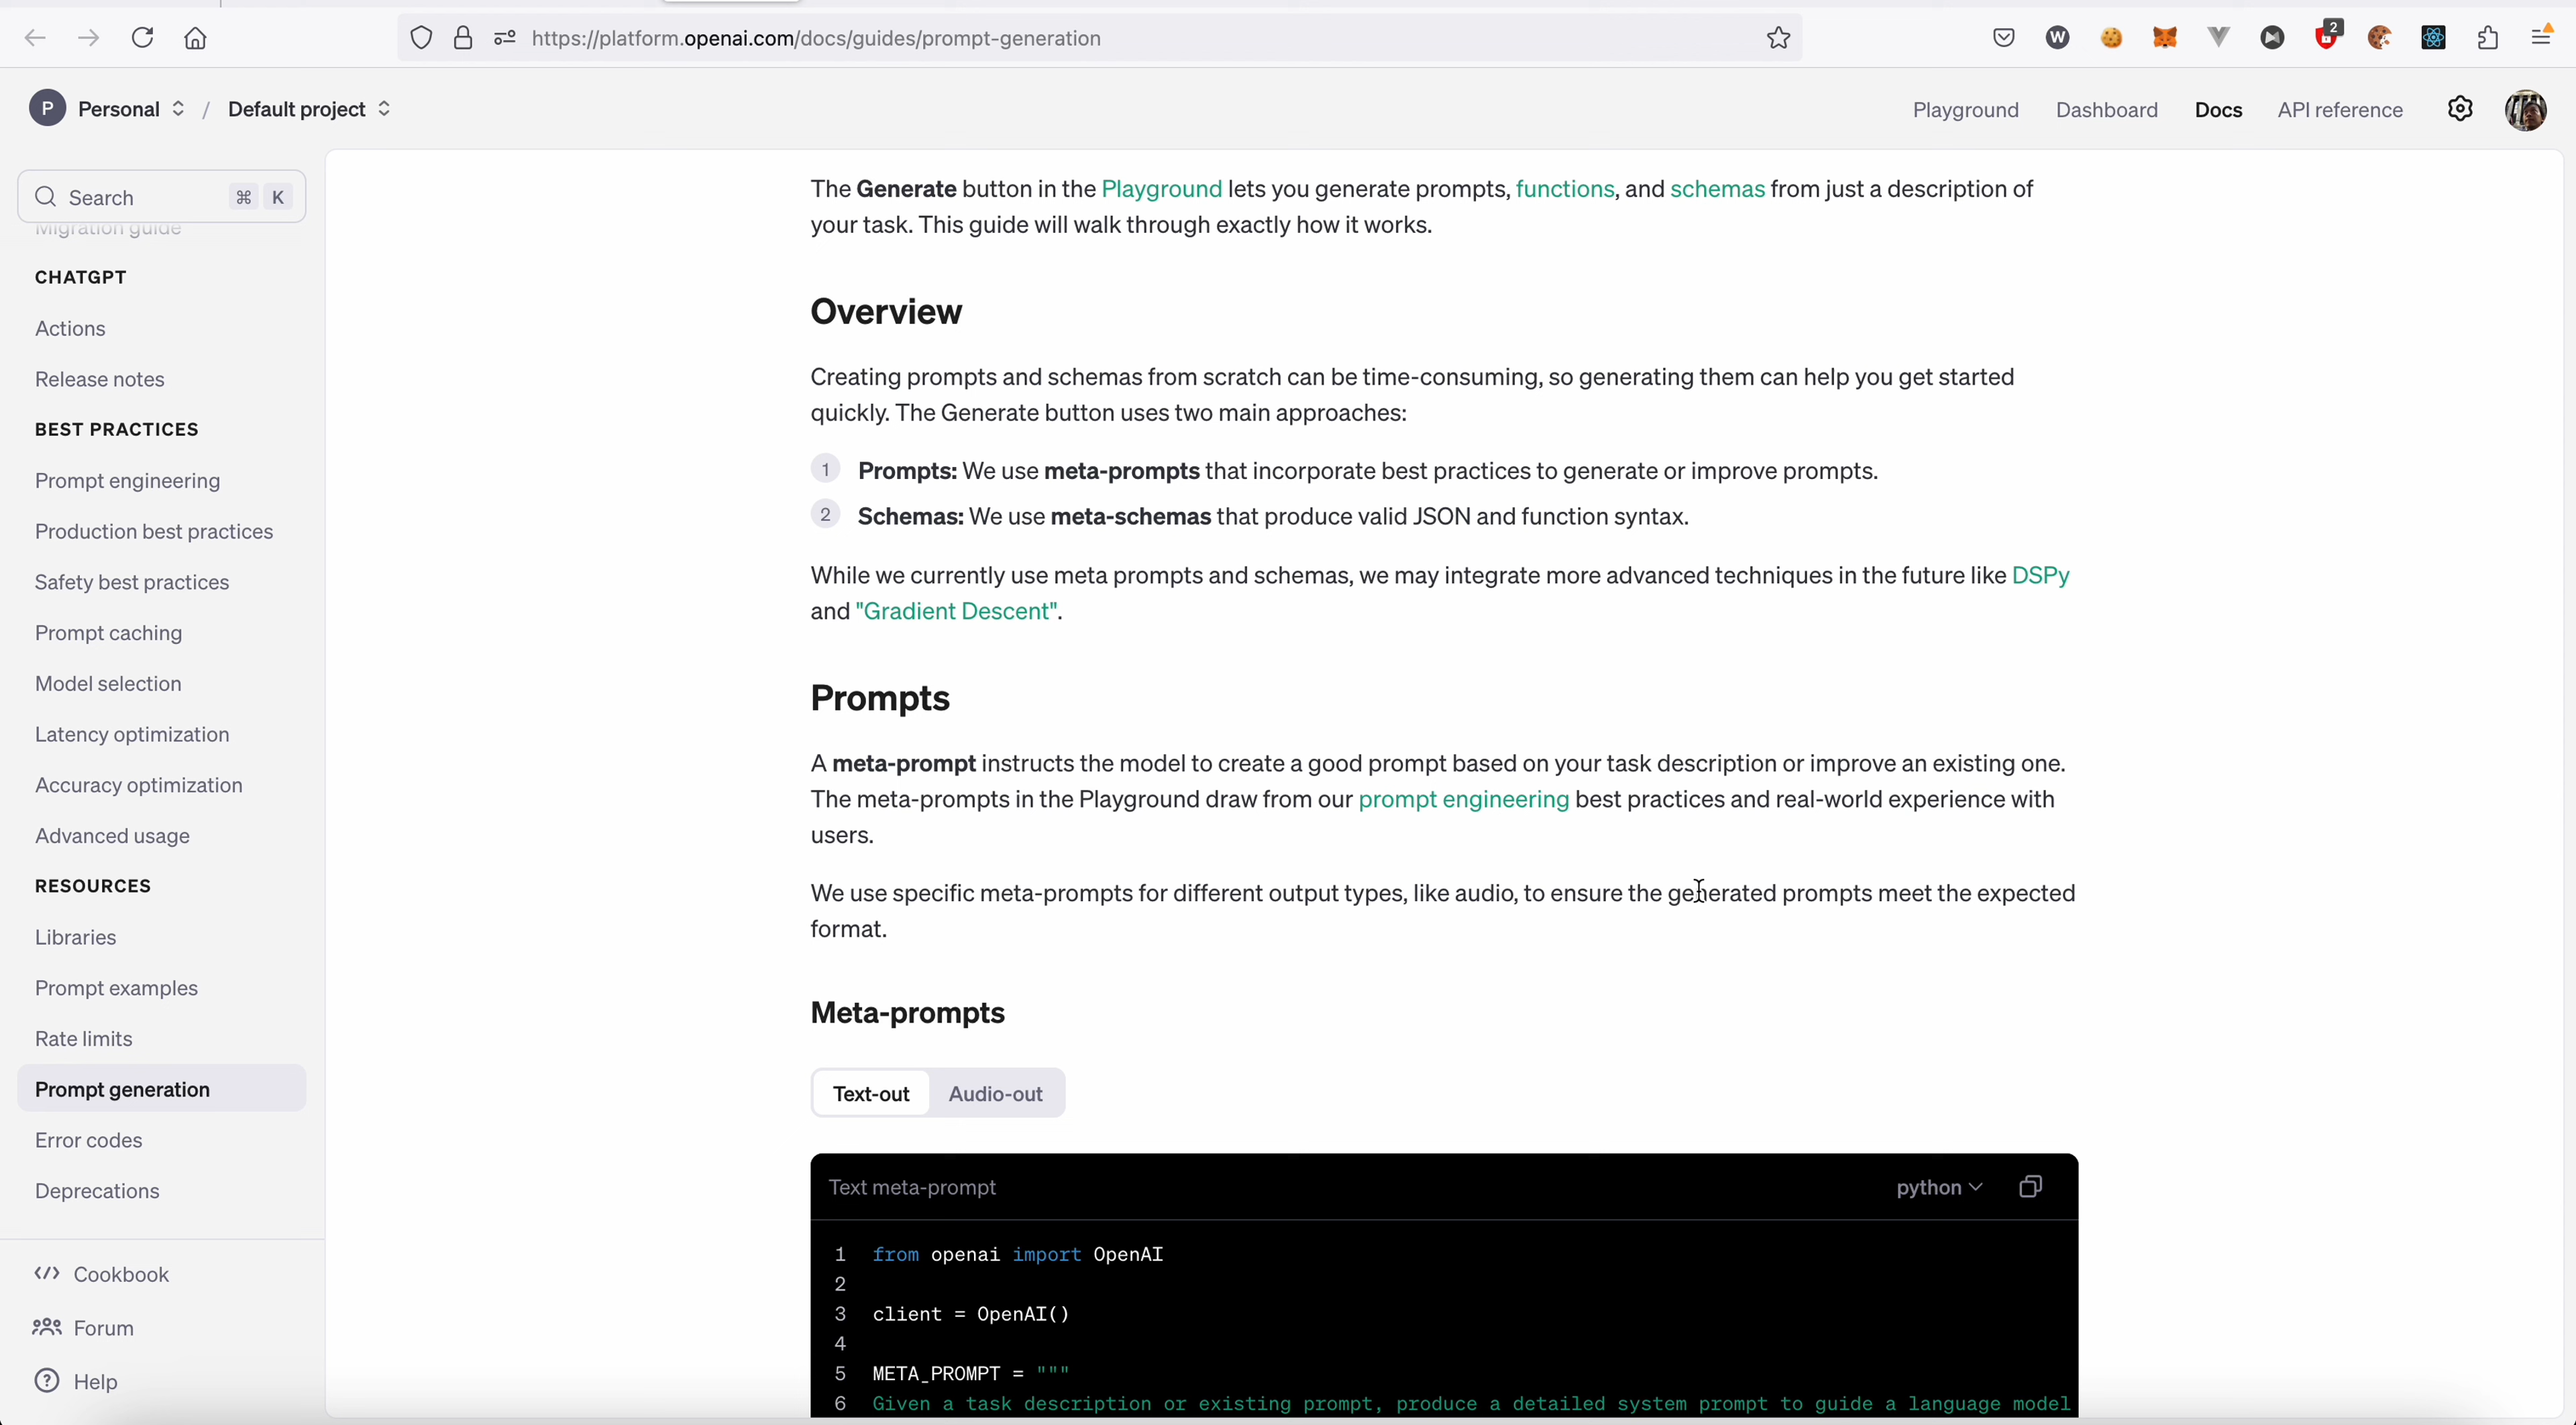 https://platform.openai.com/docs/guides/prompt-generation
W
2
P Personal / Default project
Playground Dashboard Docs API reference
Search ⌘ K
Migration guide
CHATGPT
Actions
Release notes
BEST PRACTICES
Prompt engineering
Production best practices
Safety best practices
Prompt caching
Model selection
Latency optimization
Accuracy optimization
Advanced usage
RESOURCES
Libraries
Prompt examples
Rate limits
Prompt generation
Error codes
Deprecations
Cookbook
Forum
Help
The Generate button in the Playground lets you generate prompts, functions, and schemas from just a description of
your task. This guide will walk through exactly how it works.
Overview
Creating prompts and schemas from scratch can be time-consuming, so generating them can help you get started
quickly. The Generate button uses two main approaches:
1 Prompts: We use meta-prompts that incorporate best practices to generate or improve prompts.
2 Schemas: We use meta-schemas that produce valid JSON and function syntax.
While we currently use meta prompts and schemas, we may integrate more advanced techniques in the future like DSPy
and "Gradient Descent".
Prompts
A meta-prompt instructs the model to create a good prompt based on your task description or improve an existing one.
The meta-prompts in the Playground draw from our prompt engineering best practices and real-world experience with
users.
We use specific meta-prompts for different output types, like audio, to ensure the generated prompts meet the expected
format.
Meta-prompts
Text-out Audio-out
Text meta-prompt python
1 from openai import OpenAI
2
3 client = OpenAI()
4
5 META_PROMPT = """
6 Given a task description or existing prompt, produce a detailed system prompt to guide a language model